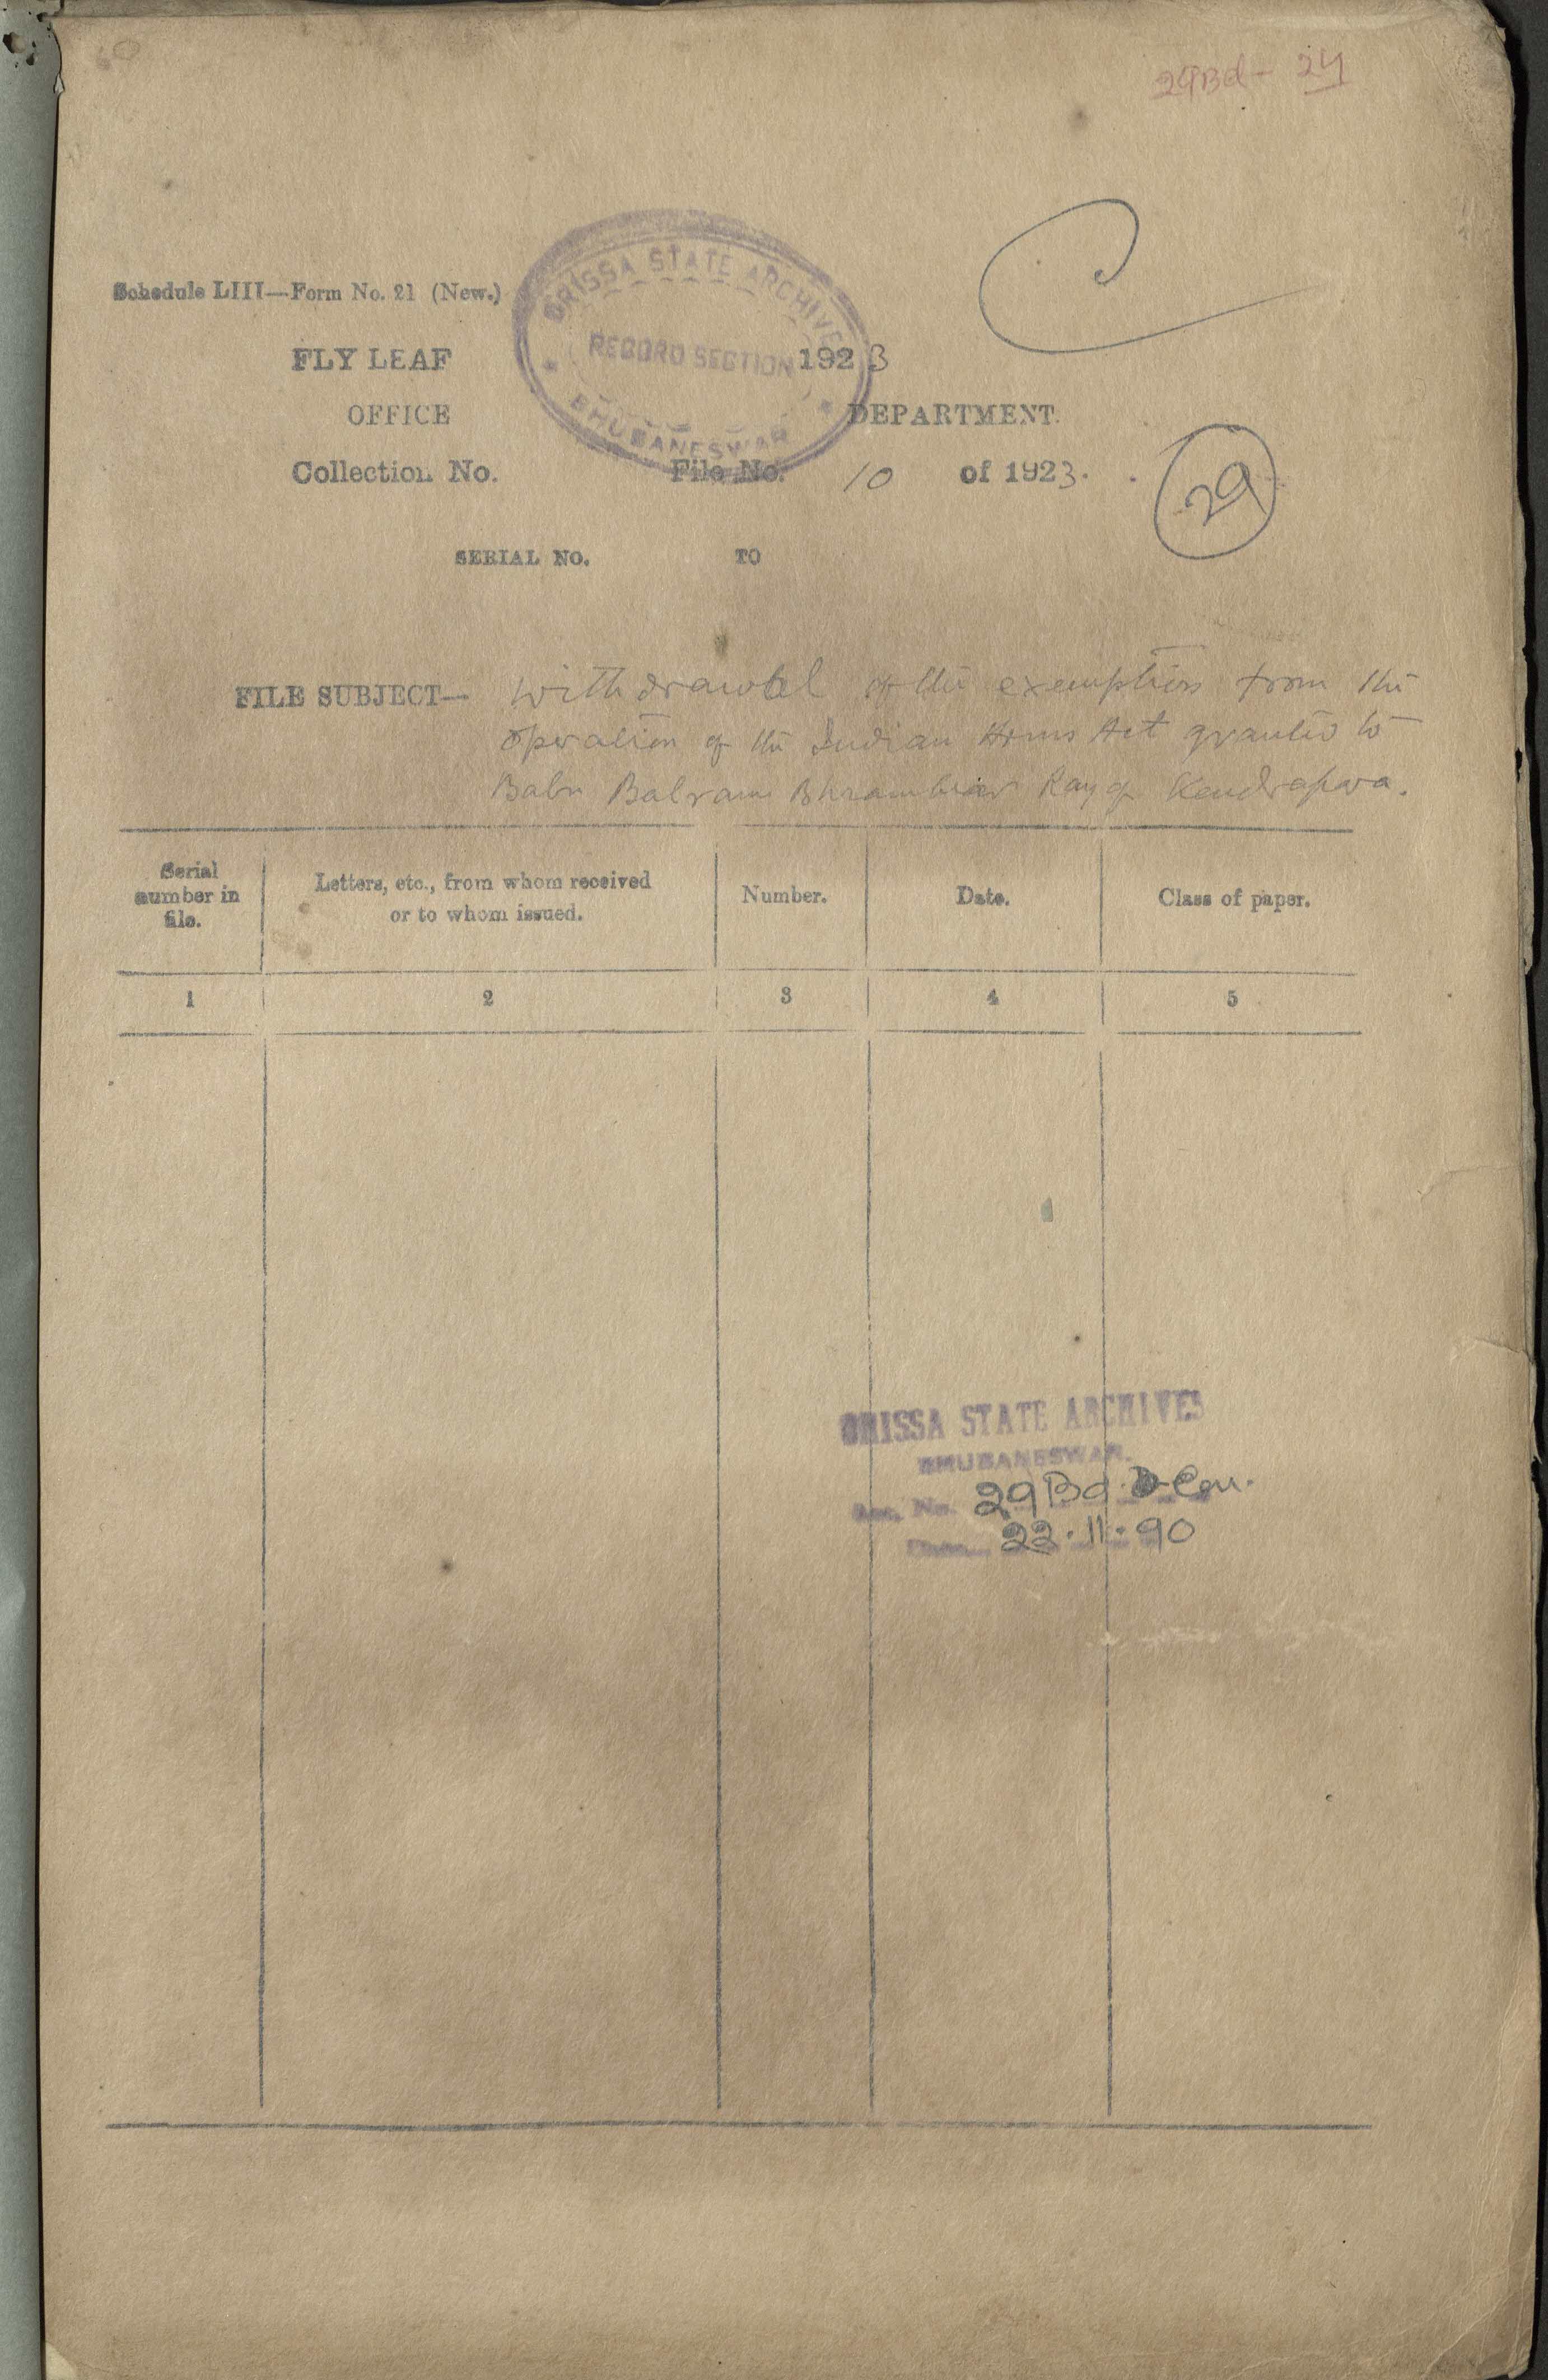 29Bd - 24
Schedule LIII—Form No. 21 (New.)
ORISSA STATE ARCHIVES
RECORD SECTION
BHUBANESWAR
FLY LEAF 1923
OFFICE DEPARTMENT.
Collection No. File No. 10 of 1923.
29
SERIAL NO. TO
FILE SUBJECT— Withdrawal of the exemption from the
operation of the Indian Arms Act granted to
Babu Balram Ray of Kendrapara.
Serial number in file.
Letters, etc., from whom received or to whom issued.
Number.
Date.
Class of paper.
1 2 3 4 5
ORISSA STATE ARCHIVES
BHUBANESWAR.
Acc. No. 29Bd.
22.11.90